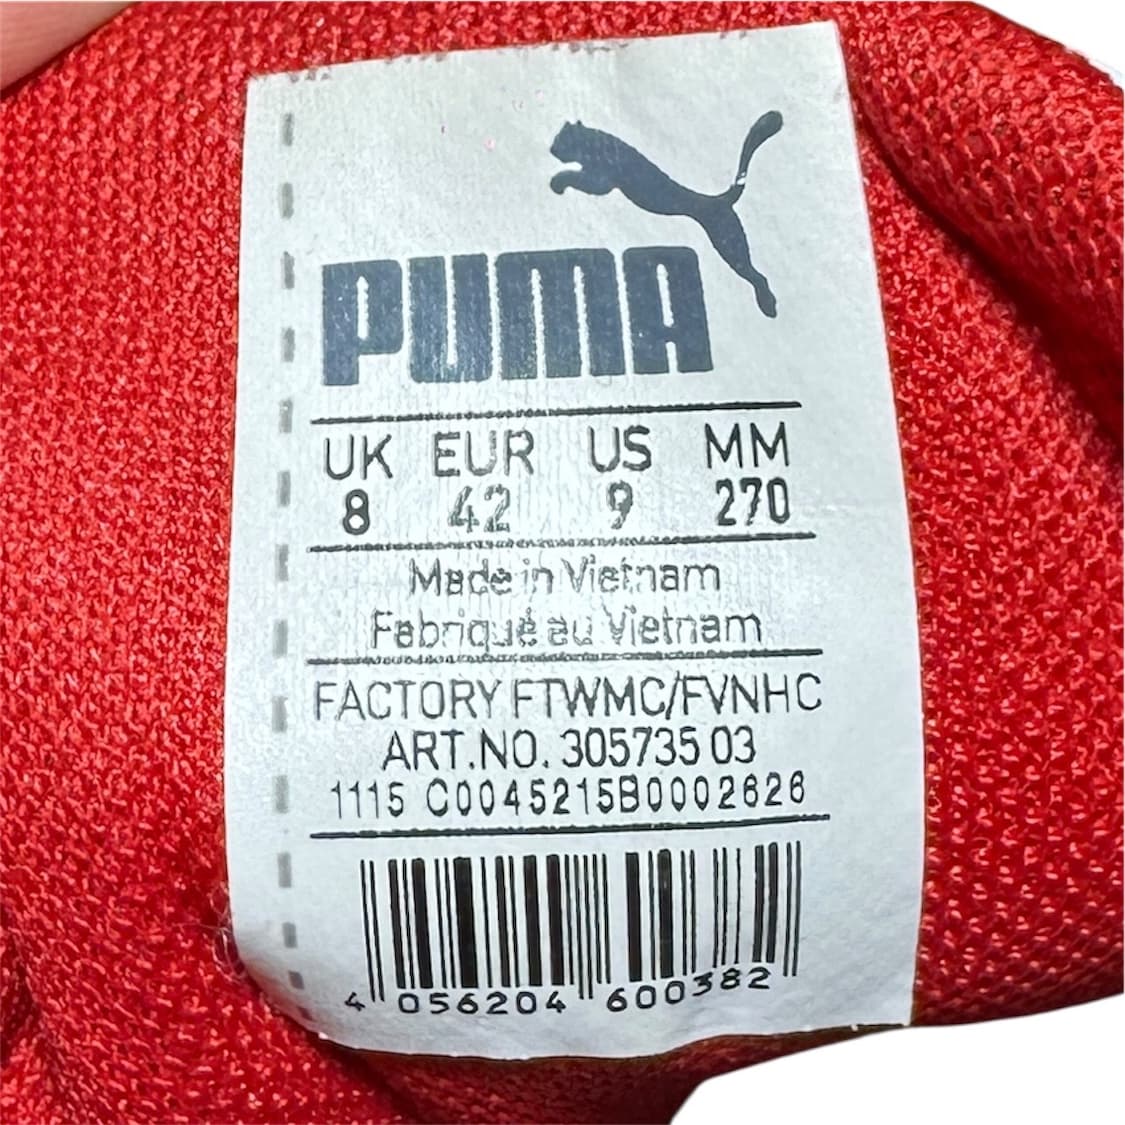 PUMA
UK EUR US MM
8 42 9 270
Made in Vietnam
Fabriqué au Vietnam
FACTORY FTWMC/FVNHC
ART.NO. 305735 03
1115 C0045215B0002626
4 056204 600382